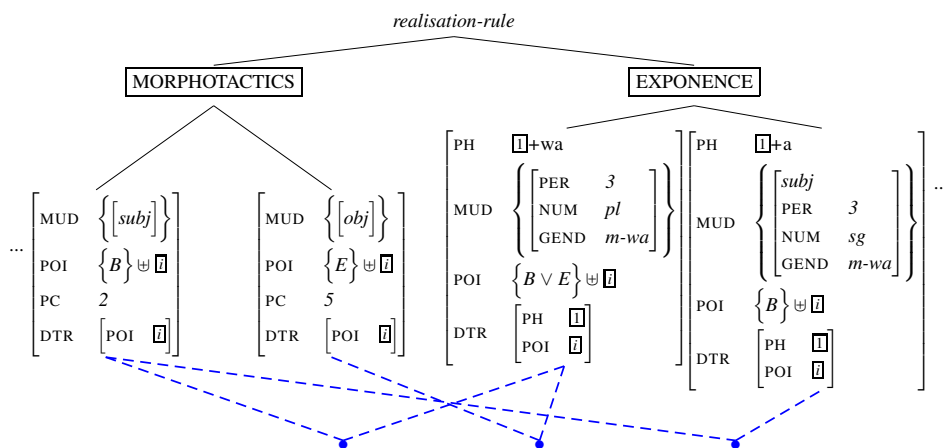 realisation-rule
MORPHOTACTICS
EXPONENCE
...
MUD {[subj]}
POI {B} ⊎ i
PC 2
DTR [POI i]
MUD {[obj]}
POI {E} ⊎ i
PC 5
DTR [POI i]
PH 1+wa
MUD
PER 3
NUM pl
GEND m-wa
POI {B ∨ E} ⊎ i
DTR
PH 1
POI i
PH 1+a
MUD
subj
PER 3
NUM sg
GEND m-wa
POI {B} ⊎ i
DTR
PH 1
POI i
..